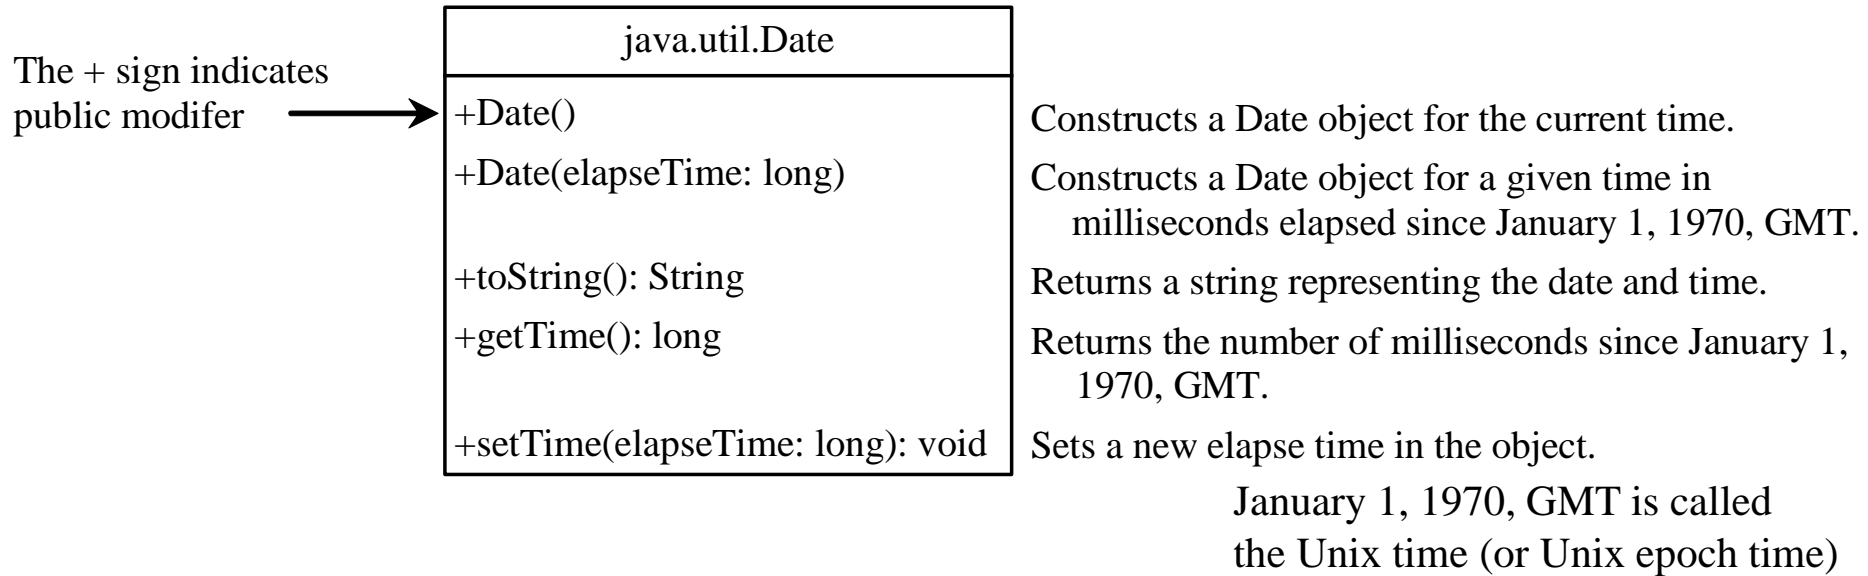 java.util.Date
The + sign indicates
public modifer
+Date()
Constructs a Date object for the current time.
+Date(elapseTime: long)
Constructs a Date object for a given time in
milliseconds elapsed since January 1, 1970, GMT.
+toString(): String
Returns a string representing the date and time.
+getTime(): long
Returns the number of milliseconds since January 1,
1970, GMT.
+setTime(elapseTime: long): void
Sets a new elapse time in the object.
January 1, 1970, GMT is called
the Unix time (or Unix epoch time)